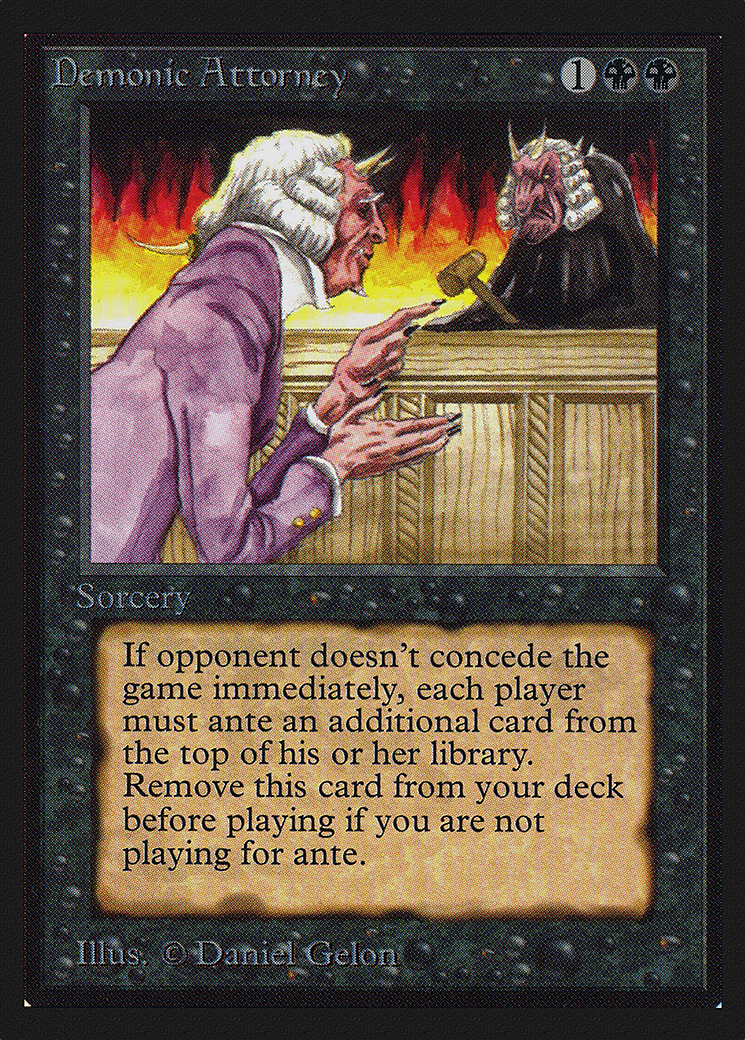 Demonic Attorney
1
Sorcery
If opponent doesn't concede the
game immediately, each player
must ante an additional card from
the top of his or her library.
Remove this card from your deck
before playing if you are not
playing for ante.
Illus. © Daniel Gelon